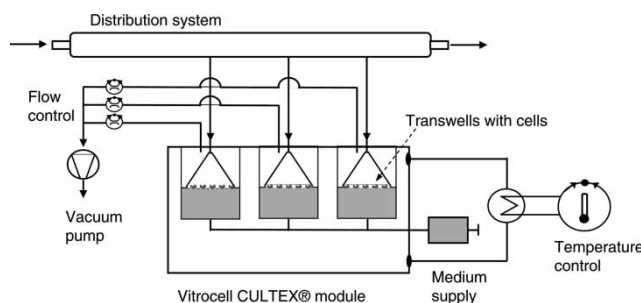 Distribution system
Flow
control
Transwells with cells
Vacuum
pump
Temperature
control
Medium
supply
Vitrocell CULTEX® module